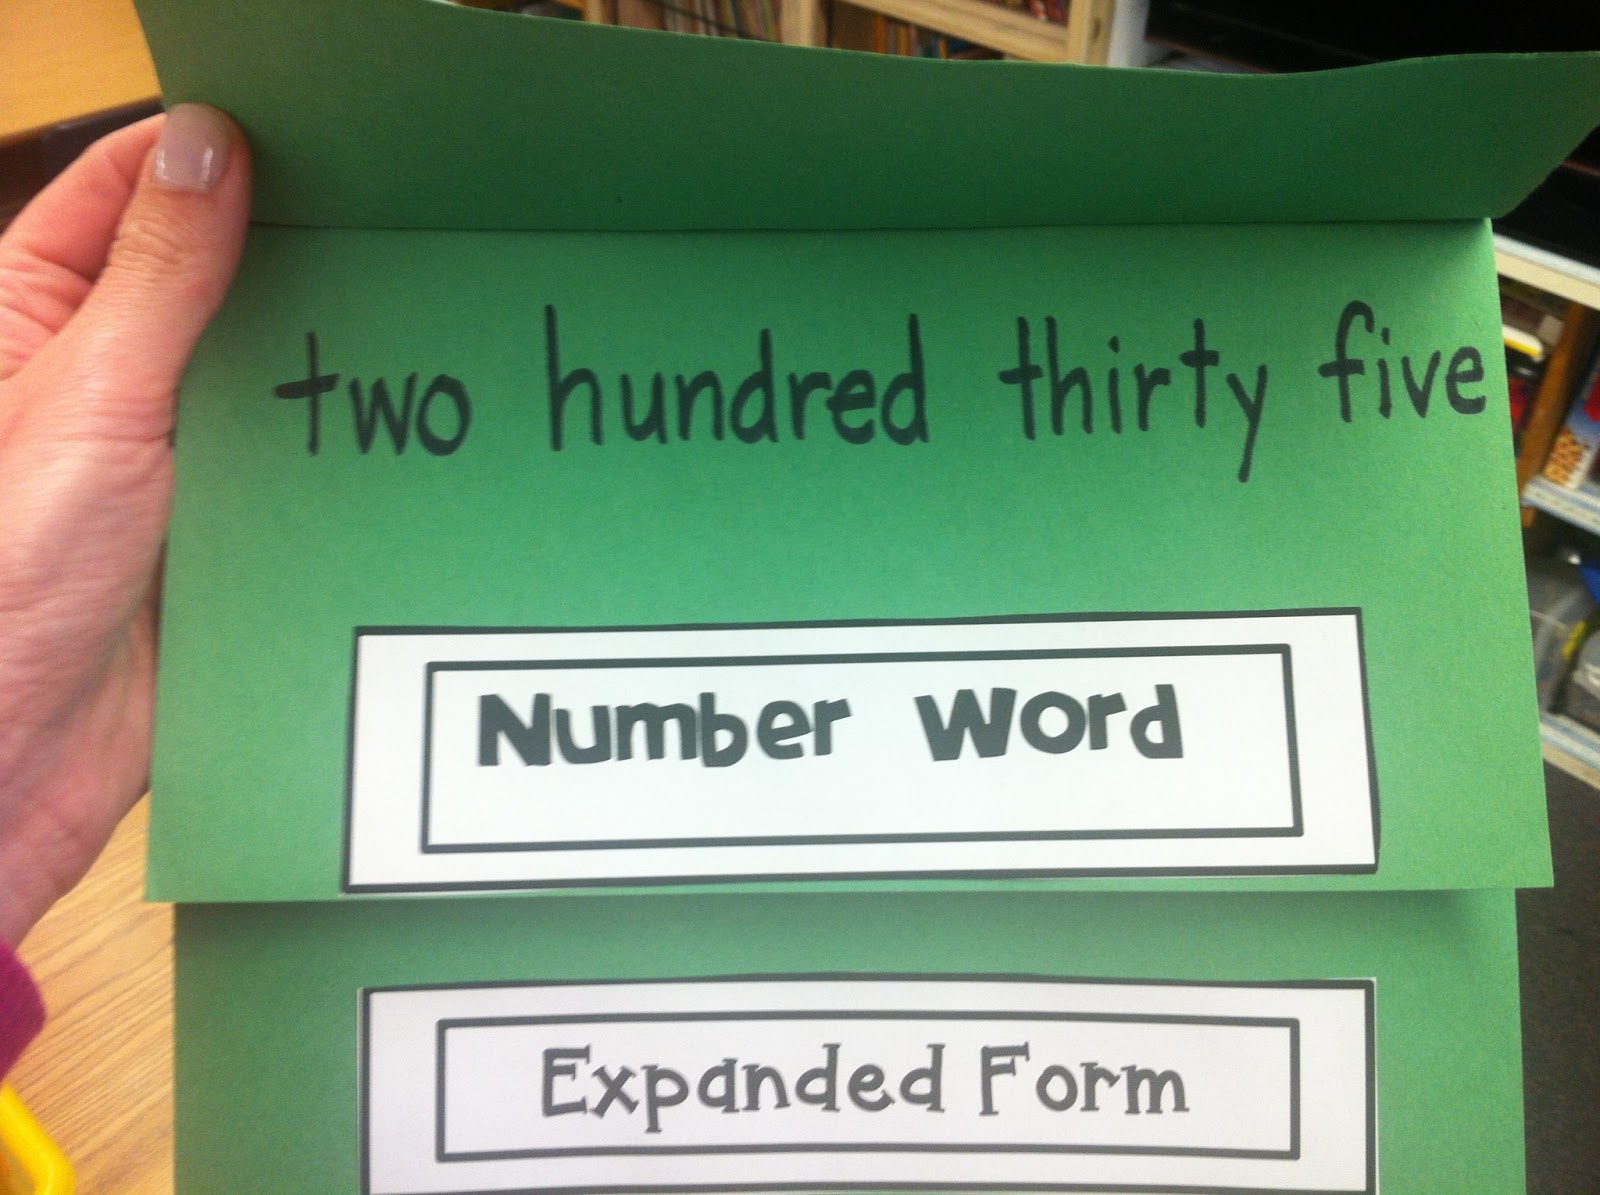 two hundred thirty five
Number Word
Expanded Form